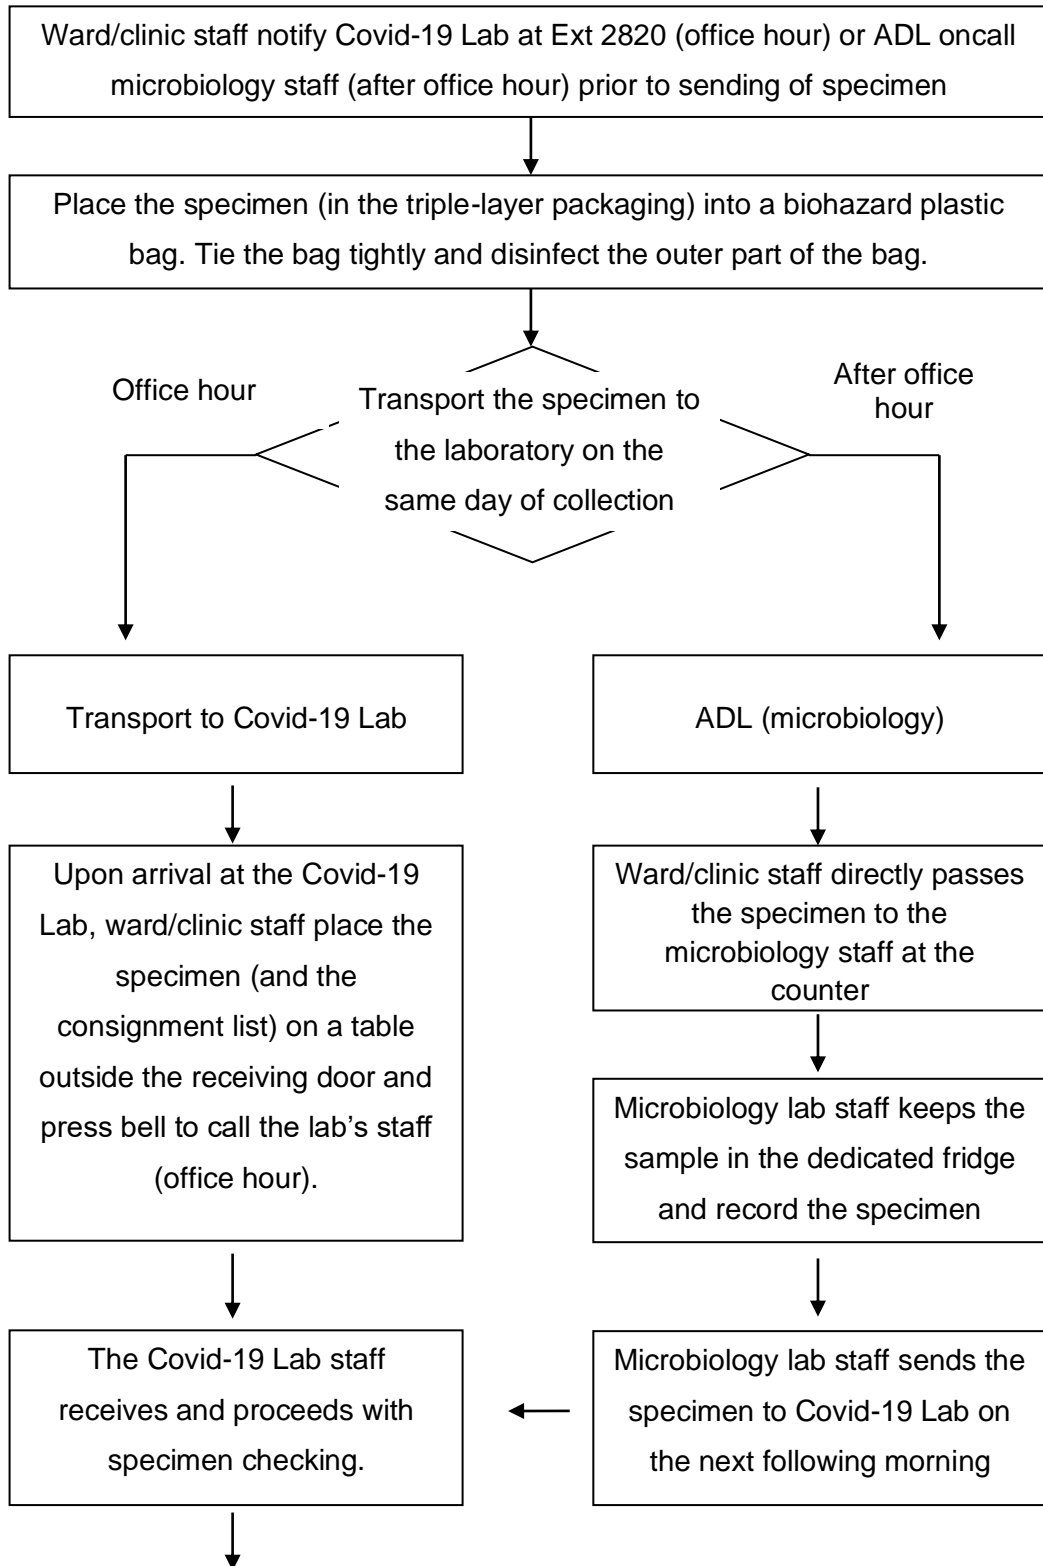 Ward/clinic staff notify Covid-19 Lab at Ext 2820 (office hour) or ADL oncall
microbiology staff (after office hour) prior to sending of specimen
Place the specimen (in the triple-layer packaging) into a biohazard plastic
bag. Tie the bag tightly and disinfect the outer part of the bag.
Office hour
After office
hour
Transport the specimen to
the laboratory on the
same day of collection
Transport to Covid-19 Lab
ADL (microbiology)
Upon arrival at the Covid-19
Lab, ward/clinic staff place the
specimen (and the
consignment list) on a table
outside the receiving door and
press bell to call the lab’s staff
(office hour).
Ward/clinic staff directly passes
the specimen to the
microbiology staff at the
counter
Microbiology lab staff keeps the
sample in the dedicated fridge
and record the specimen
The Covid-19 Lab staff
receives and proceeds with
specimen checking.
Microbiology lab staff sends the
specimen to Covid-19 Lab on
the next following morning